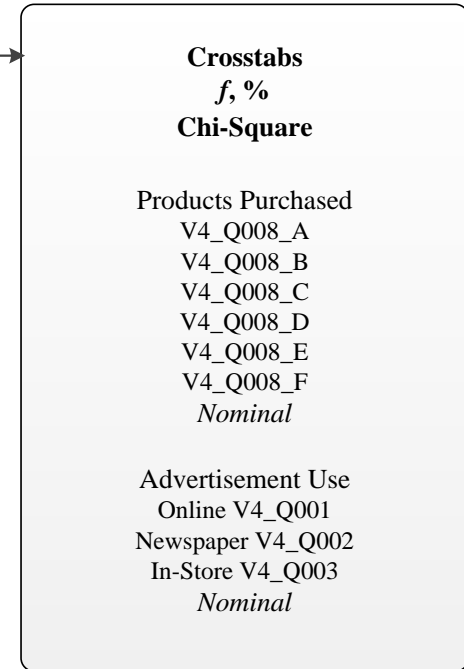 Crosstabs
f, %
Chi-Square
Products Purchased
V4_Q008_A
V4_Q008_B
V4_Q008_C
V4_Q008_D
V4_Q008_E
V4_Q008_F
Nominal
Advertisement Use
Online V4_Q001
Newspaper V4_Q002
In-Store V4_Q003
Nominal